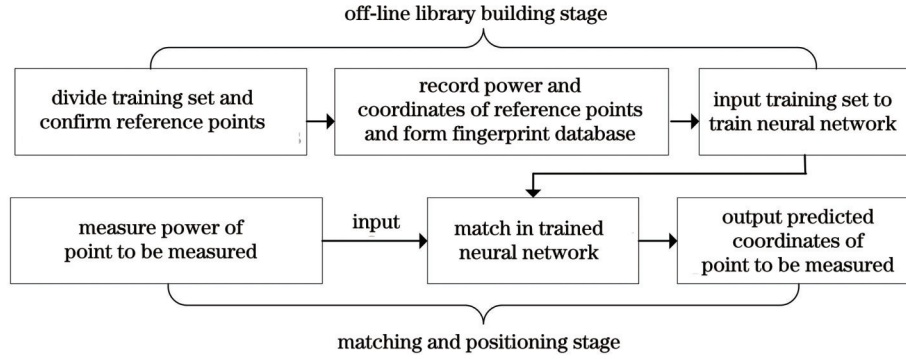 off-line library building stage
divide training set and
confirm reference points
record power and
coordinates of reference points
and form fingerprint database
input training set to
train neural network
measure power of
point to be measured
input
match in trained
neural network
output predicted
coordinates of
point to be measured
matching and positioning stage